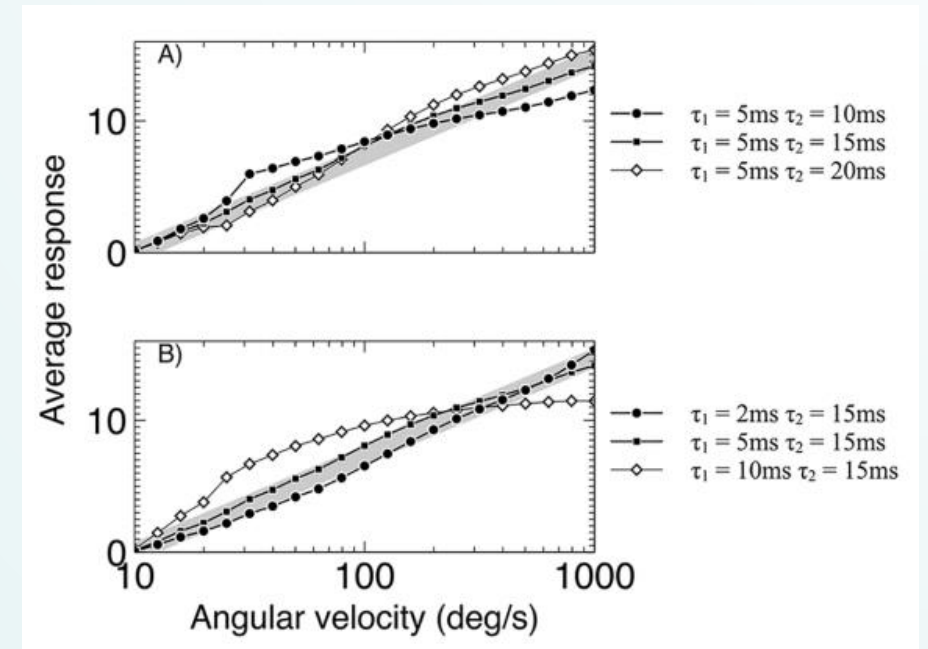 A)
10
0
Average response
τ₁ = 5ms τ₂ = 10ms
τ₁ = 5ms τ₂ = 15ms
τ₁ = 5ms τ₂ = 20ms
B)
10
0
τ₁ = 2ms τ₂ = 15ms
τ₁ = 5ms τ₂ = 15ms
τ₁ = 10ms τ₂ = 15ms
10 100 1000
Angular velocity (deg/s)